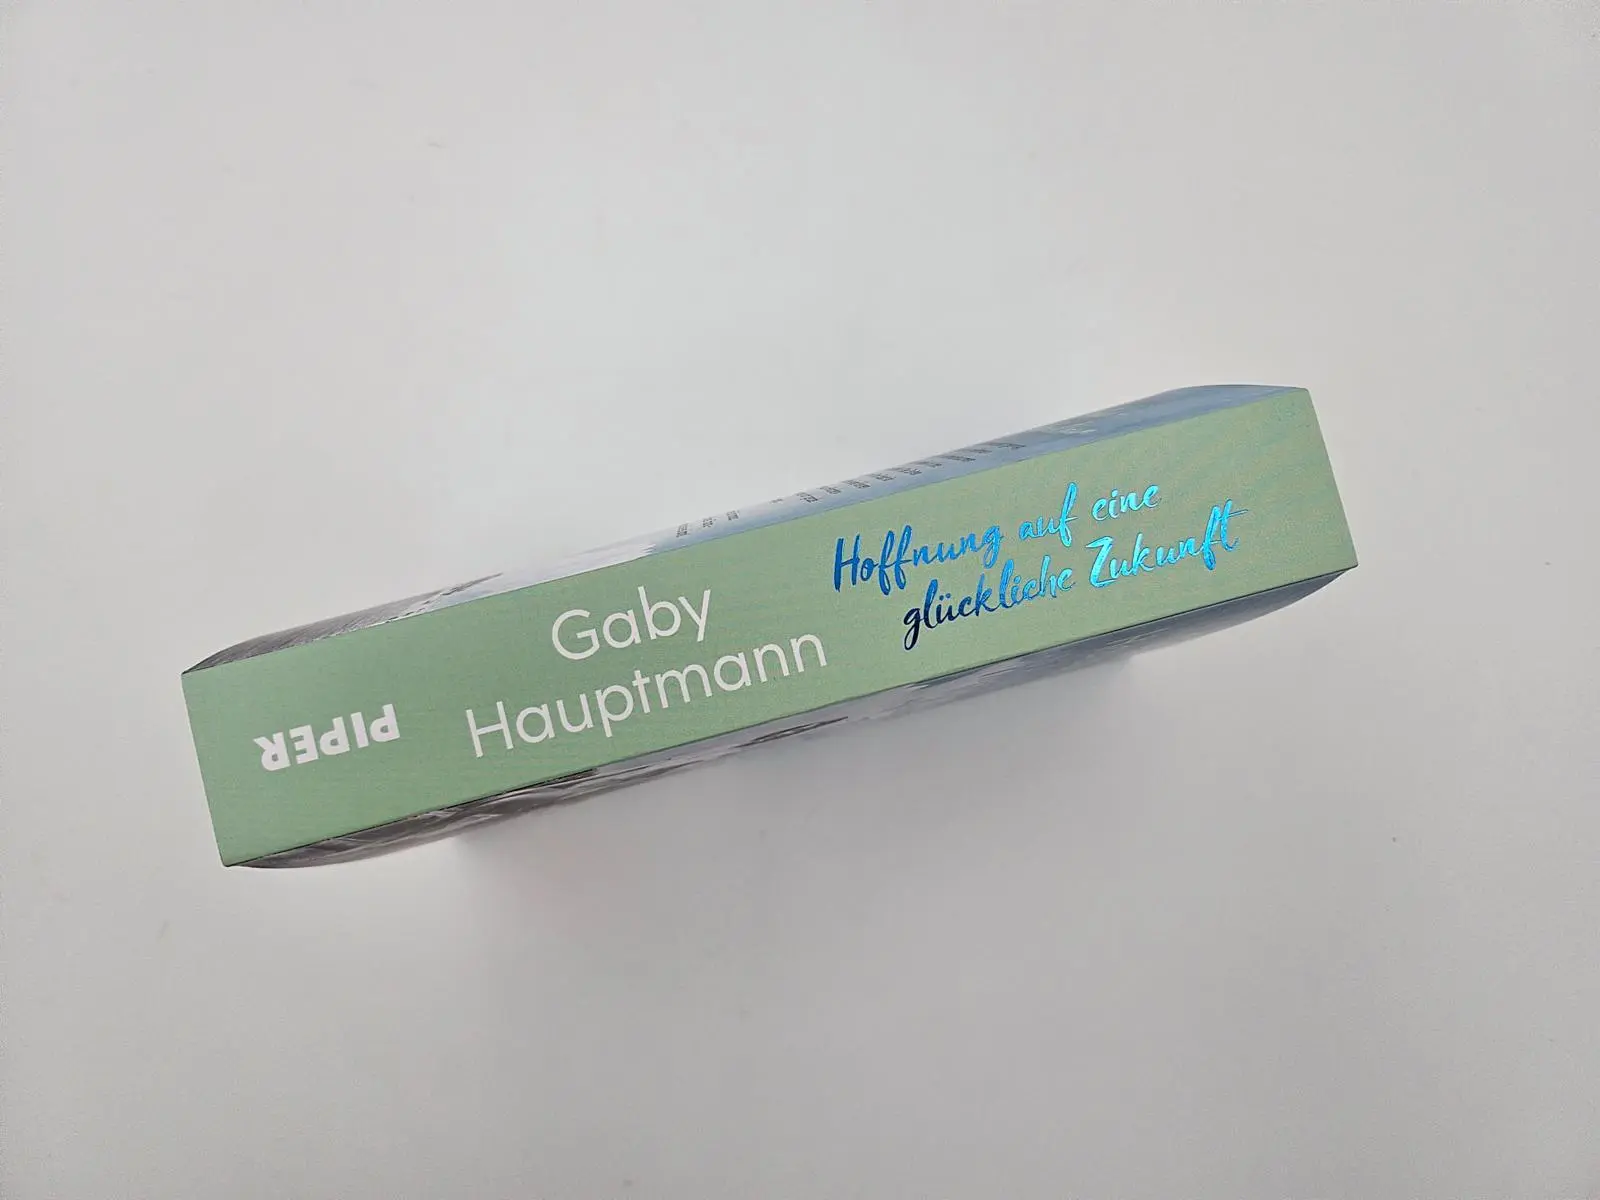 Gaby
Hauptmann
Hoffnung auf eine
glückliche Zukunft
PIPER